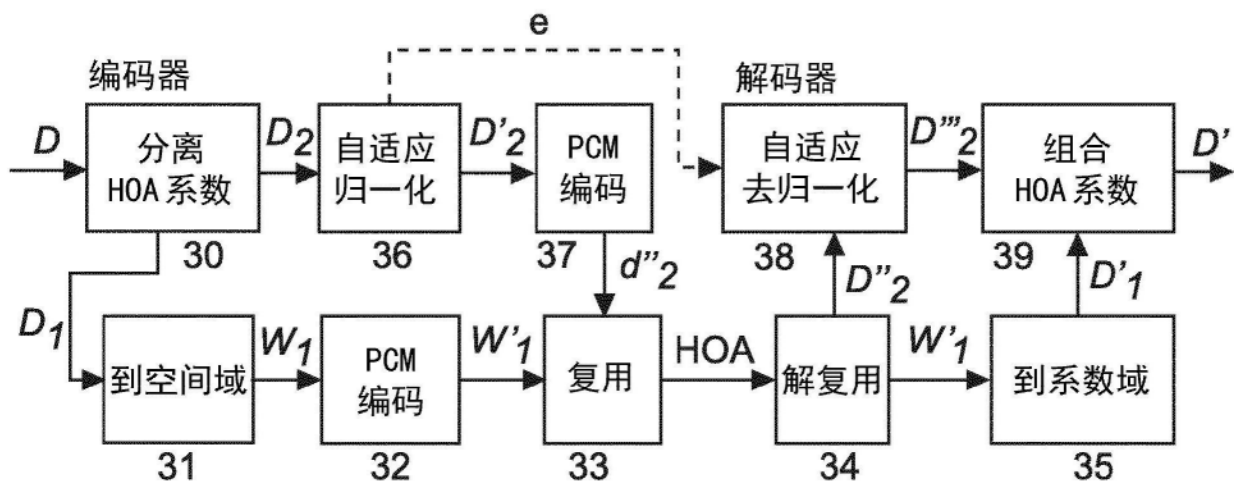 e
编码器
解码器
D
分离
HOA 系数
D2
自适应
归一化
D'2
PCM
编码
自适应
去归一化
D'''2
组合
HOA 系数
D'
30
36
37
38
39
d''2
D''2
D'1
D1
到空间域
W1
PCM
编码
W'1
复用
HOA
解复用
W'1
到系数域
31
32
33
34
35